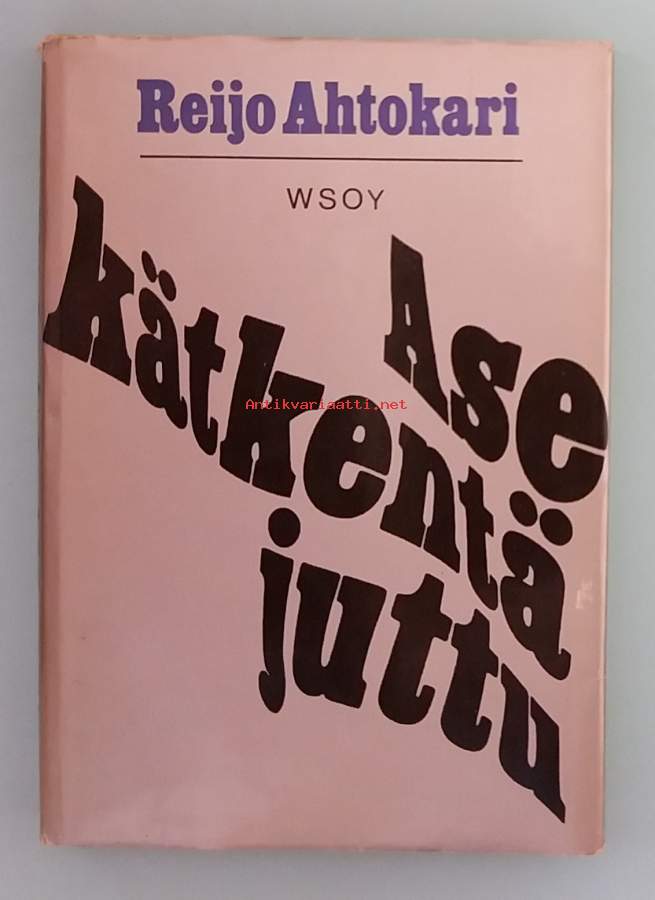 Reijo Ahtokari
WSOY
Ase
kätkentä
juttu
Antikvariaatti.net